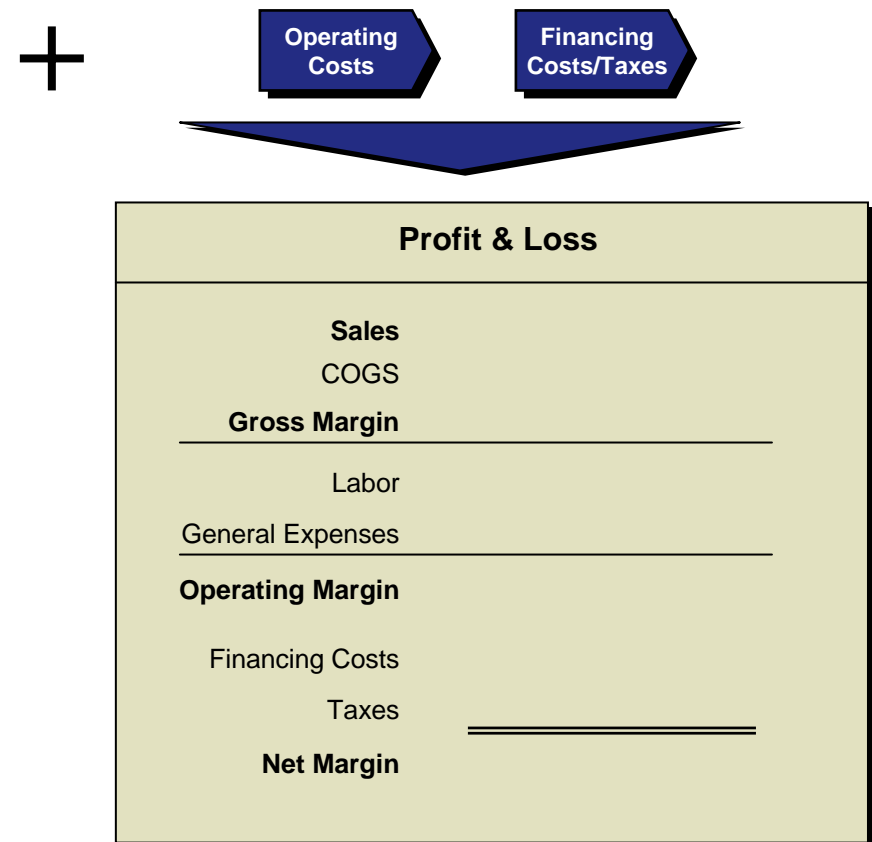 +
Operating
Costs
Financing
Costs/Taxes
Profit & Loss
Sales
COGS
Gross Margin
Labor
General Expenses
Operating Margin
Financing Costs
Taxes
Net Margin